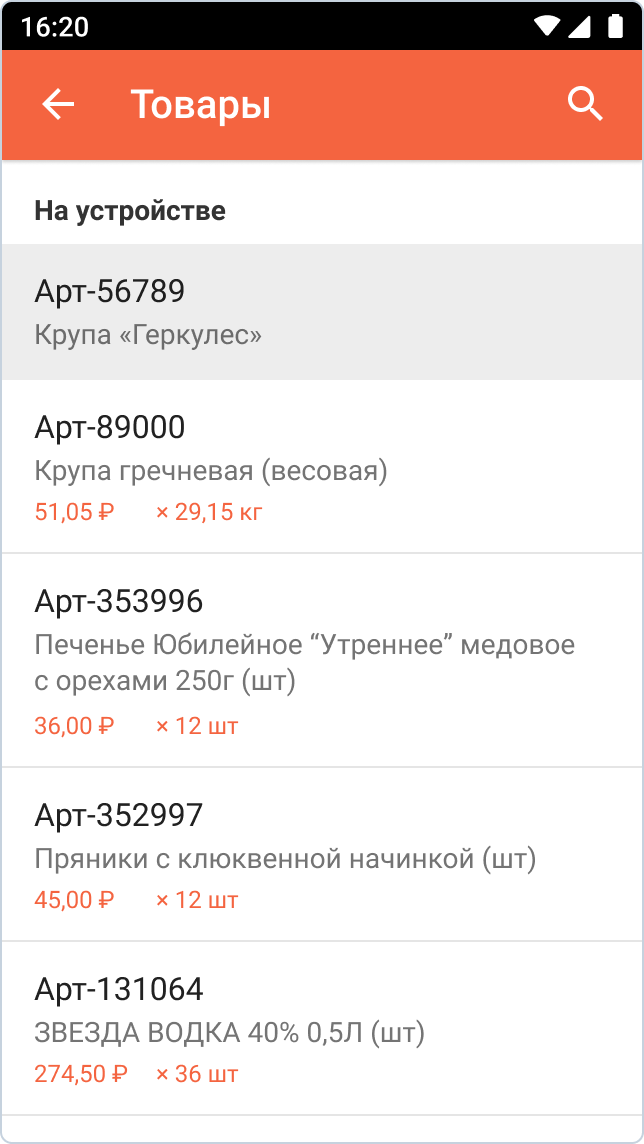 16:20
Товары
На устройстве
Арт-56789
Крупа «Геркулес»
Арт-89000
Крупа гречневая (весовая)
51,05 ₽ × 29,15 кг
Арт-353996
Печенье Юбилейное “Утреннее” медовое
с орехами 250г (шт)
36,00 ₽ × 12 шт
Арт-352997
Пряники с клюквенной начинкой (шт)
45,00 ₽ × 12 шт
Арт-131064
ЗВЕЗДА ВОДКА 40% 0,5Л (шт)
274,50 ₽ × 36 шт